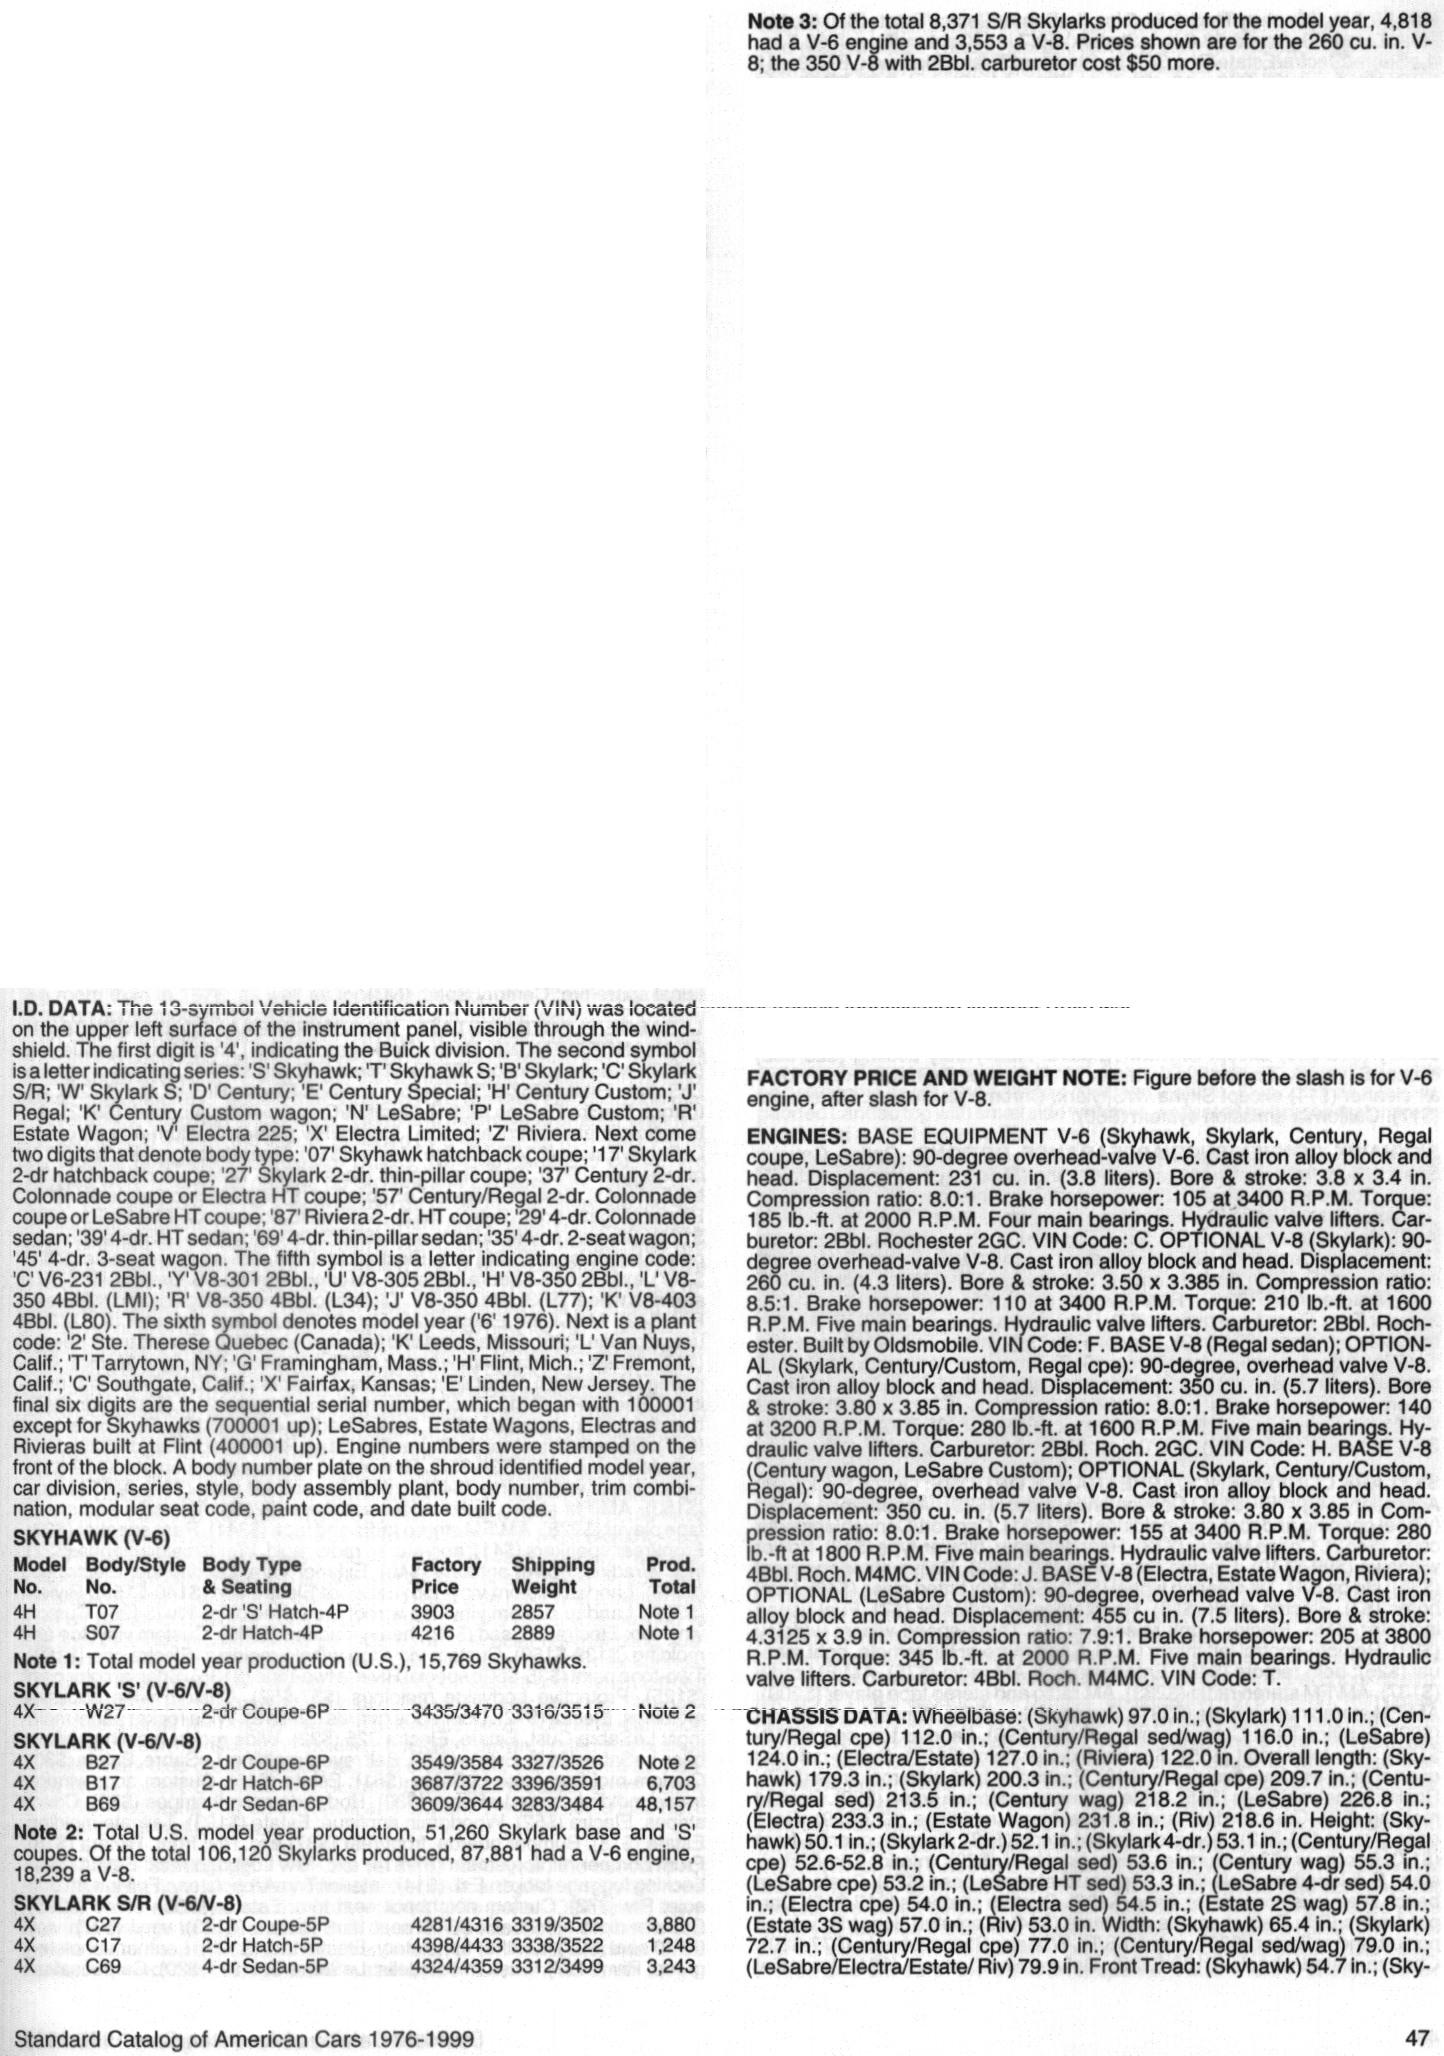 I.D. DATA: The 13-symbol Vehicle Identification Number (VIN) was located
on the upper left surface of the instrument panel, visible through the wind-
shield. The first digit is '4', indicating the Buick division. The second symbol
is a letter indicating series: 'S' Skyhawk; 'T' Skyhawk S; 'B' Skylark; 'C' Skylark
S/R; 'W' Skylark S; 'D' Century; 'E' Century Special; 'H' Century Custom; 'J'
Regal; 'K' Century Custom wagon; 'N' LeSabre; 'P' LeSabre Custom; 'R'
Estate Wagon; 'V' Electra 225; 'X' Electra Limited; 'Z' Riviera. Next come
two digits that denote body type: '07' Skyhawk hatchback coupe; '17' Skylark
2-dr hatchback coupe; '27' Skylark 2-dr. thin-pillar coupe; '37' Century 2-dr.
Colonnade coupe or Electra HT coupe; '57' Century/Regal 2-dr. Colonnade
coupe or LeSabre HT coupe; '87' Riviera 2-dr. HT coupe; '29' 4-dr. Colonnade
sedan; '39' 4-dr. HT sedan; '69' 4-dr. thin-pillar sedan; '35' 4-dr. 2-seat wagon;
'45' 4-dr. 3-seat wagon. The fifth symbol is a letter indicating engine code:
'C' V6-231 2Bbl., 'Y' V8-301 2Bbl., 'U' V8-305 2Bbl., 'H' V8-350 2Bbl., 'L' V8-
350 4Bbl. (LMI); 'R' V8-350 4Bbl. (L34); 'J' V8-350 4Bbl. (L77); 'K' V8-403
4Bbl. (L80). The sixth symbol denotes model year ('6' 1976). Next is a plant
code: '2' Ste. Therese Quebec (Canada); 'K' Leeds, Missouri; 'L' Van Nuys,
Calif.; 'T' Tarrytown, NY; 'G' Framingham, Mass.; 'H' Flint, Mich.; 'Z' Fremont,
Calif.; 'C' Southgate, Calif.; 'X' Fairfax, Kansas; 'E' Linden, New Jersey. The
final six digits are the sequential serial number, which began with 100001
except for Skyhawks (700001 up); LeSabres, Estate Wagons, Electras and
Rivieras built at Flint (400001 up). Engine numbers were stamped on the
front of the block. A body number plate on the shroud identified model year,
car division, series, style, body assembly plant, body number, trim combi-
nation, modular seat code, paint code, and date built code.
SKYHAWK (V-6)
Model Body/Style Body Type Factory Shipping Prod.
No. No. & Seating Price Weight Total
4H T07 2-dr 'S' Hatch-4P 3903 2857 Note 1
4H S07 2-dr Hatch-4P 4216 2889 Note 1
Note 1: Total model year production (U.S.), 15,769 Skyhawks.
SKYLARK 'S' (V-6/V-8)
4X W27 2-dr Coupe-6P 3435/3470 3316/3515 Note 2
SKYLARK (V-6/V-8)
4X B27 2-dr Coupe-6P 3549/3584 3327/3526 Note 2
4X B17 2-dr Hatch-6P 3687/3722 3396/3591 6,703
4X B69 4-dr Sedan-6P 3609/3644 3283/3484 48,157
Note 2: Total U.S. model year production, 51,260 Skylark base and 'S'
coupes. Of the total 106,120 Skylarks produced, 87,881 had a V-6 engine,
18,239 a V-8.
SKYLARK S/R (V-6/V-8)
4X C27 2-dr Coupe-5P 4281/4316 3319/3502 3,880
4X C17 2-dr Hatch-5P 4398/4433 3338/3522 1,248
4X C69 4-dr Sedan-5P 4324/4359 3312/3499 3,243
Note 3: Of the total 8,371 S/R Skylarks produced for the model year, 4,818
had a V-6 engine and 3,553 a V-8. Prices shown are for the 260 cu. in. V-
8; the 350 V-8 with 2Bbl. carburetor cost $50 more.
FACTORY PRICE AND WEIGHT NOTE: Figure before the slash is for V-6
engine, after slash for V-8.
ENGINES: BASE EQUIPMENT V-6 (Skyhawk, Skylark, Century, Regal
coupe, LeSabre): 90-degree overhead-valve V-6. Cast iron alloy block and
head. Displacement: 231 cu. in. (3.8 liters). Bore & stroke: 3.8 x 3.4 in.
Compression ratio: 8.0:1. Brake horsepower: 105 at 3400 R.P.M. Torque:
185 lb.-ft. at 2000 R.P.M. Four main bearings. Hydraulic valve lifters. Car-
buretor: 2Bbl. Rochester 2GC. VIN Code: C. OPTIONAL V-8 (Skylark): 90-
degree overhead-valve V-8. Cast iron alloy block and head. Displacement:
260 cu. in. (4.3 liters). Bore & stroke: 3.50 x 3.385 in. Compression ratio:
8.5:1. Brake horsepower: 110 at 3400 R.P.M. Torque: 210 lb.-ft. at 1600
R.P.M. Five main bearings. Hydraulic valve lifters. Carburetor: 2Bbl. Roch-
ester. Built by Oldsmobile. VIN Code: F. BASE V-8 (Regal sedan); OPTION-
AL (Skylark, Century/Custom, Regal cpe): 90-degree, overhead valve V-8.
Cast iron alloy block and head. Displacement: 350 cu. in. (5.7 liters). Bore
& stroke: 3.80 x 3.85 in. Compression ratio: 8.0:1. Brake horsepower: 140
at 3200 R.P.M. Torque: 280 lb.-ft. at 1600 R.P.M. Five main bearings. Hy-
draulic valve lifters. Carburetor: 2Bbl. Roch. 2GC. VIN Code: H. BASE V-8
(Century wagon, LeSabre Custom); OPTIONAL (Skylark, Century/Custom,
Regal): 90-degree, overhead valve V-8. Cast iron alloy block and head.
Displacement: 350 cu. in. (5.7 liters). Bore & stroke: 3.80 x 3.85 in Com-
pression ratio: 8.0:1. Brake horsepower: 155 at 3400 R.P.M. Torque: 280
lb.-ft at 1800 R.P.M. Five main bearings. Hydraulic valve lifters. Carburetor:
4Bbl. Roch. M4MC. VIN Code: J. BASE V-8 (Electra, Estate Wagon, Riviera);
OPTIONAL (LeSabre Custom): 90-degree, overhead valve V-8. Cast iron
alloy block and head. Displacement: 455 cu in. (7.5 liters). Bore & stroke:
4.3125 x 3.9 in. Compression ratio: 7.9:1. Brake horsepower: 205 at 3800
R.P.M. Torque: 345 lb.-ft. at 2000 R.P.M. Five main bearings. Hydraulic
valve lifters. Carburetor: 4Bbl. Roch. M4MC. VIN Code: T.
CHASSIS DATA: Wheelbase: (Skyhawk) 97.0 in.; (Skylark) 111.0 in.; (Cen-
tury/Regal cpe) 112.0 in.; (Century/Regal sed/wag) 116.0 in.; (LeSabre)
124.0 in.; (Electra/Estate) 127.0 in.; (Riviera) 122.0 in. Overall length: (Sky-
hawk) 179.3 in.; (Skylark) 200.3 in.; (Century/Regal cpe) 209.7 in.; (Centu-
ry/Regal sed) 213.5 in.; (Century wag) 218.2 in.; (LeSabre) 226.8 in.;
(Electra) 233.3 in.; (Estate Wagon) 231.8 in.; (Riv) 218.6 in. Height: (Sky-
hawk) 50.1 in.; (Skylark 2-dr.) 52.1 in.; (Skylark 4-dr.) 53.1 in.; (Century/Regal
cpe) 52.6-52.8 in.; (Century/Regal sed) 53.6 in.; (Century wag) 55.3 in.;
(LeSabre cpe) 53.2 in.; (LeSabre HT sed) 53.3 in.; (LeSabre 4-dr sed) 54.0
in.; (Electra cpe) 54.0 in.; (Electra sed) 54.5 in.; (Estate 2S wag) 57.8 in.;
(Estate 3S wag) 57.0 in.; (Riv) 53.0 in. Width: (Skyhawk) 65.4 in.; (Skylark)
72.7 in.; (Century/Regal cpe) 77.0 in.; (Century/Regal sed/wag) 79.0 in.;
(LeSabre/Electra/Estate/ Riv) 79.9 in. Front Tread: (Skyhawk) 54.7 in.; (Sky-
Standard Catalog of American Cars 1976-1999
47